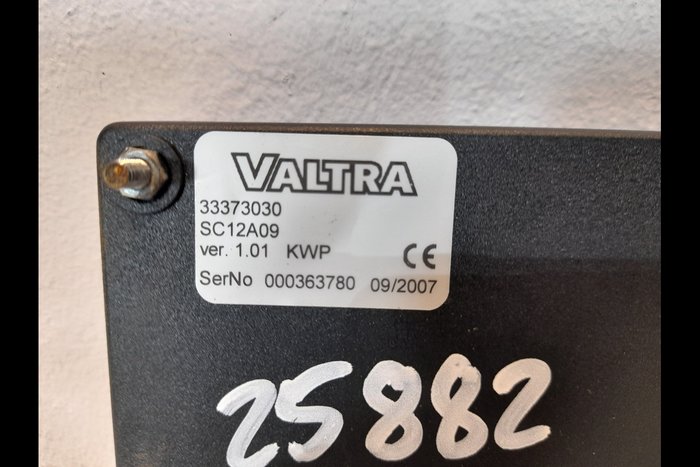 VALTRA
33373030
SC12A09
ver. 1.01 KWP CE
SerNo 000363780 09/2007
25882